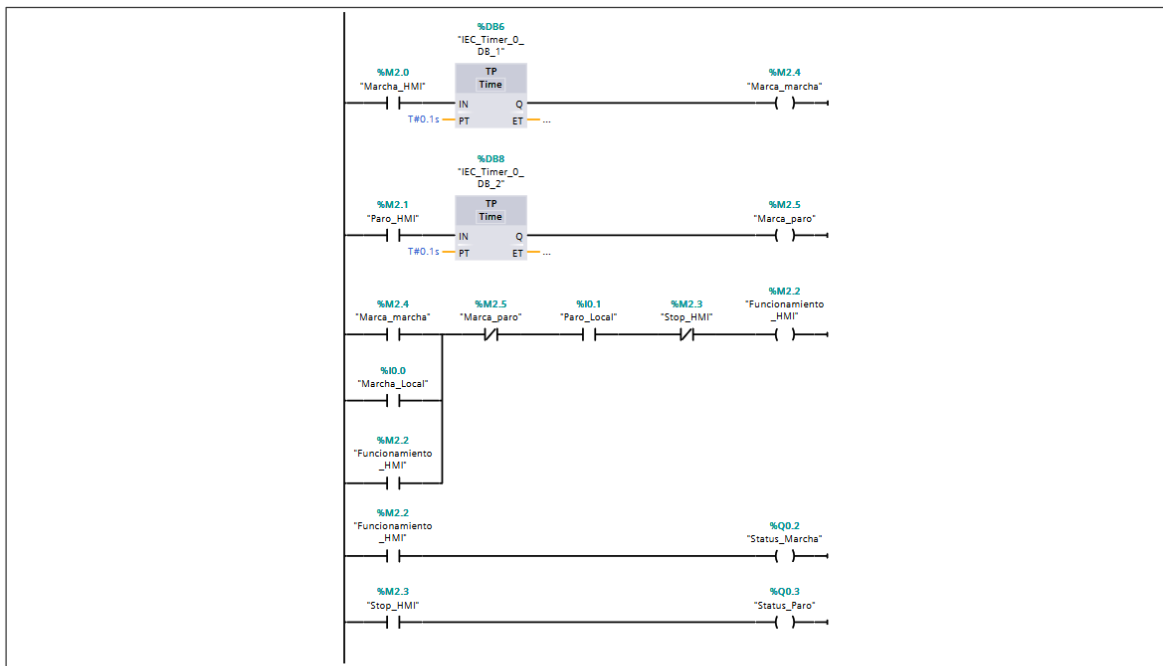 %DB6
"IEC_Timer_0_
DB_1"
%M2.0
"Marcha_HMI"
TP
Time
%M2.4
"Marca_marcha"
IN
Q
T#0.1s
PT
ET
...
%DB8
"IEC_Timer_0_
DB_2"
%M2.1
"Paro_HMI"
TP
Time
%M2.5
"Marca_paro"
IN
Q
T#0.1s
PT
ET
...
%M2.4
"Marca_marcha"
%M2.5
"Marca_paro"
%I0.1
"Paro_Local"
%M2.3
"Stop_HMI"
%M2.2
"Funcionamiento
_HMI"
%I0.0
"Marcha_Local"
%M2.2
"Funcionamiento
_HMI"
%M2.2
"Funcionamiento
_HMI"
%Q0.2
"Status_Marcha"
%M2.3
"Stop_HMI"
%Q0.3
"Status_Paro"